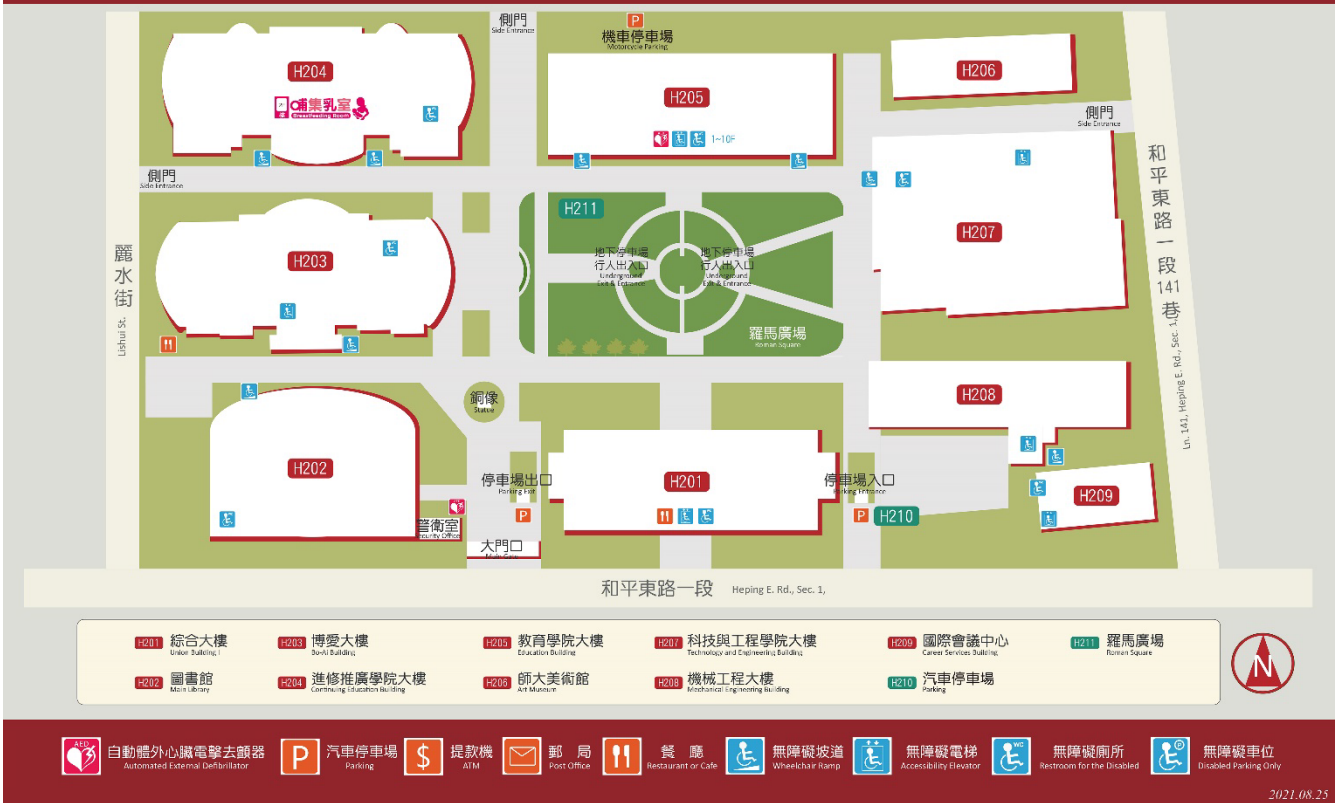 側門
Side Entrance
P
機車停車場
Motorcycle Parking
H204
哺集乳室
Breastfeeding Room
H205
1~10F
H206
側門
Side Entrance
側門
Side Entrance
H211
地下停車場
行人出入口
Underground
Exit & Entrance
地下停車場
行人出入口
Underground
Exit & Entrance
羅馬廣場
Roman Square
H207
H203
麗水街
Lishui St.
和平東路一段141巷
Ln. 141, Heping E. Rd., Sec. 1,
銅像
Statue
H208
H202
停車場出口
Parking Exit
P
H201
停車場入口
Parking Entrance
P
H210
H209
警衛室
Security Office
大門口
Main Gate
和平東路一段 Heping E. Rd., Sec. 1,
H201 綜合大樓
Union Building I
H203 博愛大樓
Bo-Ai Building
H205 教育學院大樓
Education Building
H207 科技與工程學院大樓
Technology and Engineering Building
H209 國際會議中心
Career Services Building
H211 羅馬廣場
Roman Square
H202 圖書館
Main Library
H204 進修推廣學院大樓
Continuing Education Building
H206 師大美術館
Art Museum
H208 機械工程大樓
Mechanical Engineering Building
H210 汽車停車場
Parking
N
AED
自動體外心臟電擊去顫器
Automated External Defibrillator
P
汽車停車場
Parking
$
提款機
ATM
郵局
Post Office
餐廳
Restaurant or Cafe
無障礙坡道
Wheelchair Ramp
無障礙電梯
Accessibility Elevator
WC
無障礙廁所
Restroom for the Disabled
P
無障礙車位
Disabled Parking Only
2021.08.25